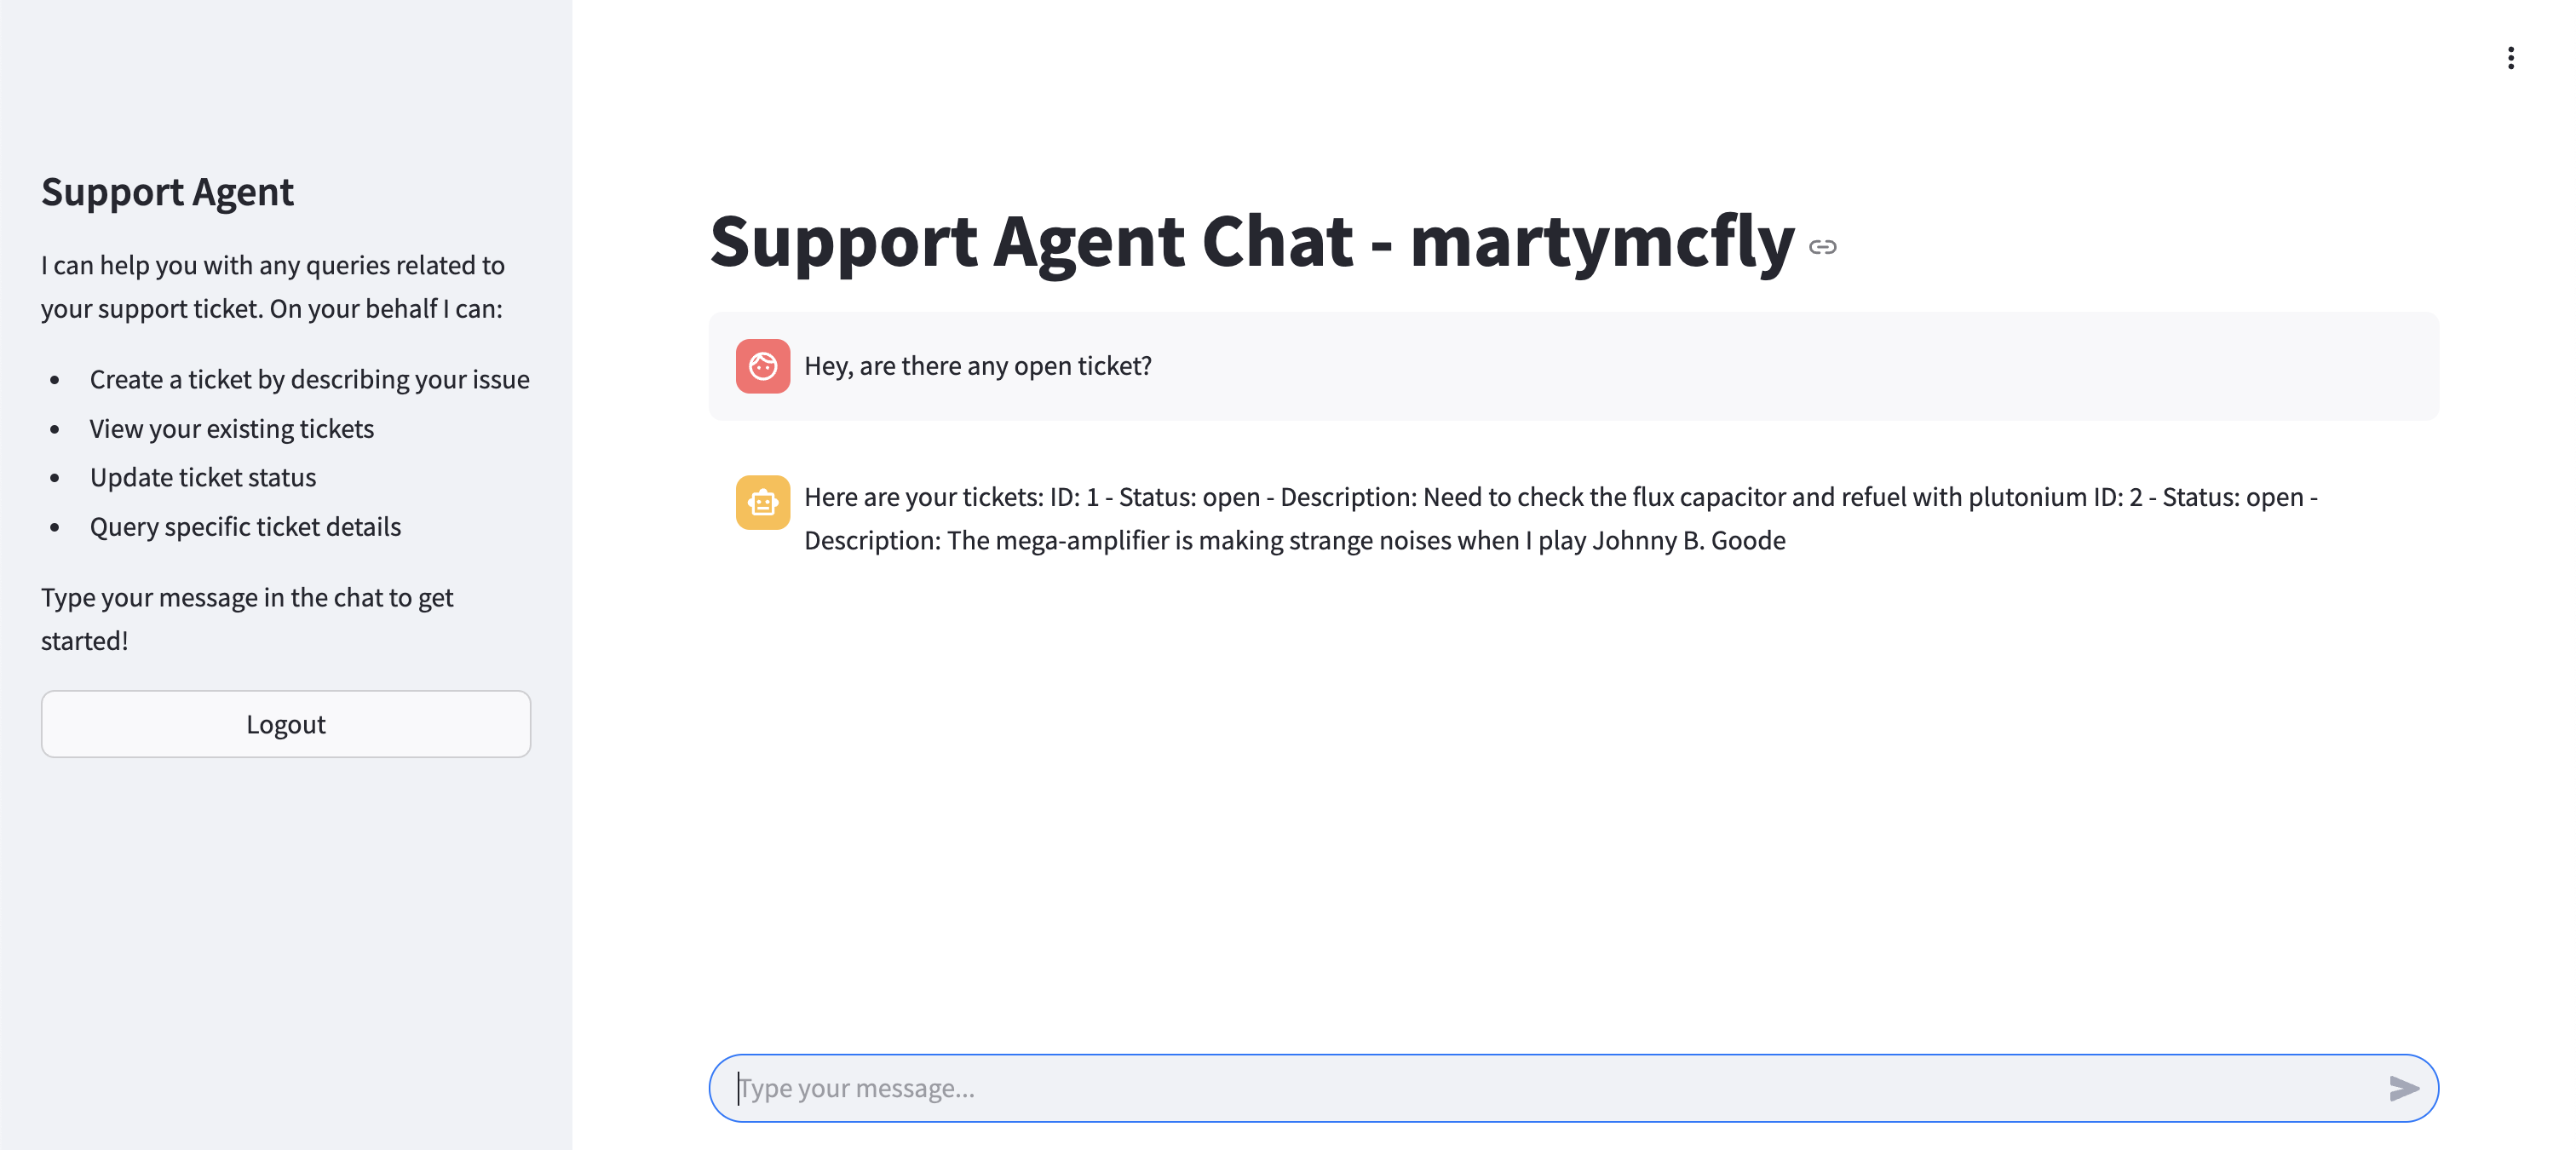 Support Agent
I can help you with any queries related to
your support ticket. On your behalf I can:
• Create a ticket by describing your issue
• View your existing tickets
• Update ticket status
• Query specific ticket details
Type your message in the chat to get
started!
Logout
Support Agent Chat - martymcfly
Hey, are there any open ticket?
Here are your tickets: ID: 1 - Status: open - Description: Need to check the flux capacitor and refuel with plutonium ID: 2 - Status: open -
Description: The mega-amplifier is making strange noises when I play Johnny B. Goode
Type your message...